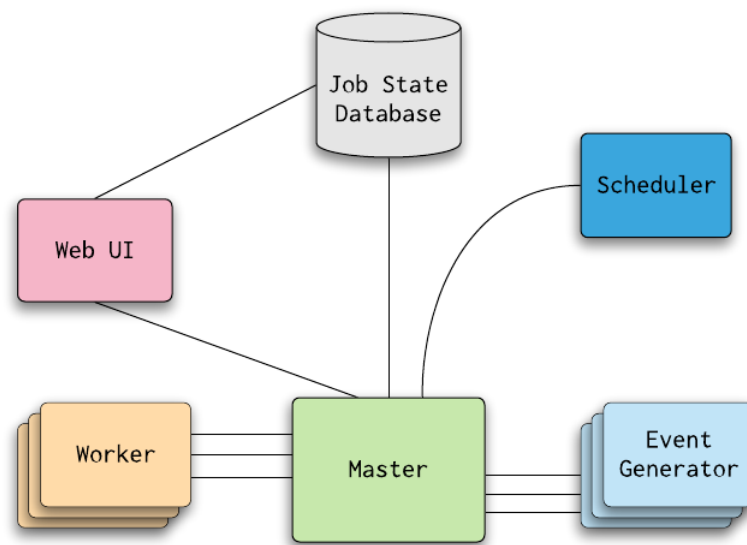 Job State
Database
Scheduler
Web UI
Worker
Master
Event
Generator